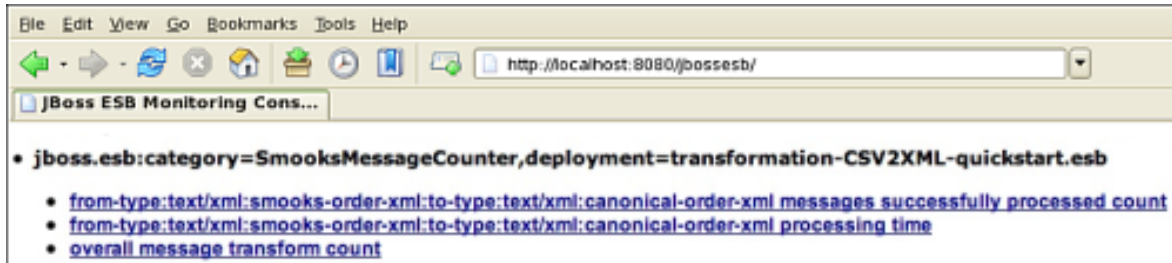 File Edit View Go Bookmarks Tools Help
http://localhost:8080/jbossesb/
JBoss ESB Monitoring Cons...
• jboss.esb:category=SmooksMessageCounter,deployment=transformation-CSV2XML-quickstart.esb
• from-type:text/xml:smooks-order-xml:to-type:text/xml:canonical-order-xml messages successfully processed count
• from-type:text/xml:smooks-order-xml:to-type:text/xml:canonical-order-xml processing time
• overall message transform count